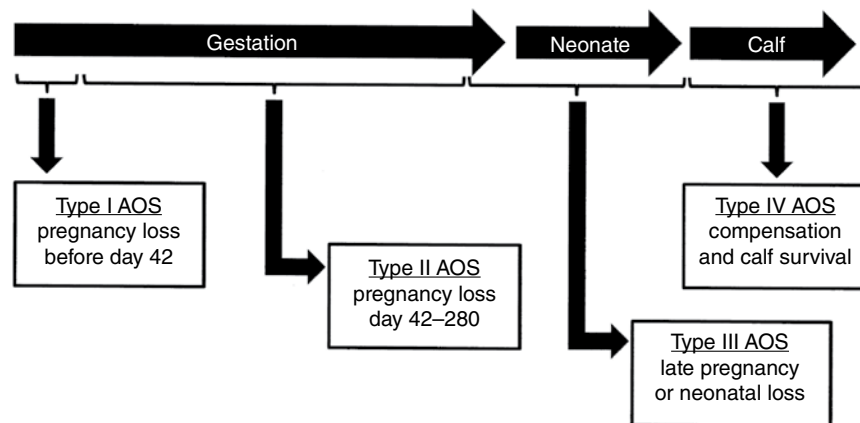 Gestation
Neonate
Calf
Type I AOS
pregnancy loss
before day 42
Type II AOS
pregnancy loss
day 42–280
Type III AOS
late pregnancy
or neonatal loss
Type IV AOS
compensation
and calf survival